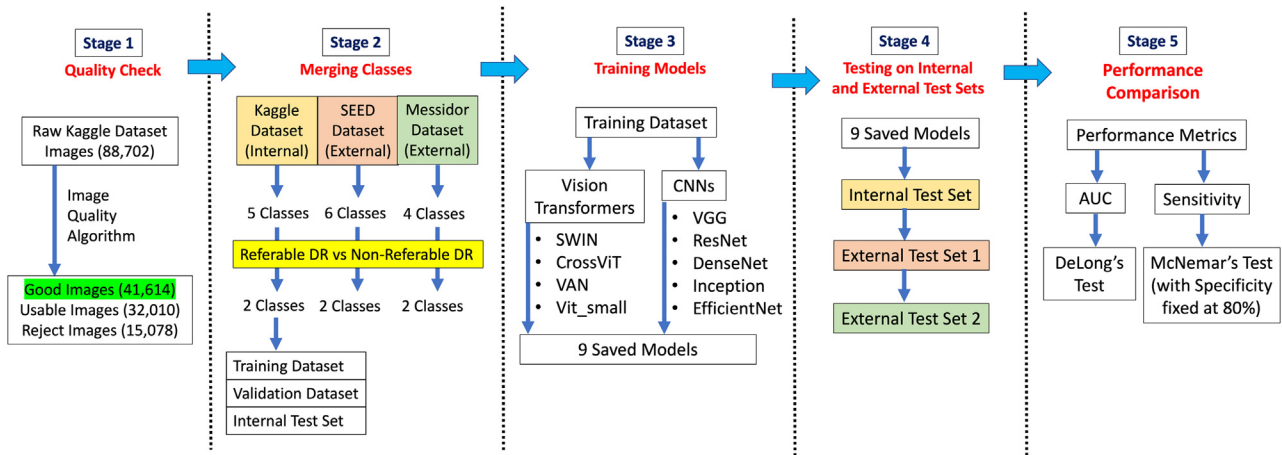 Stage 1
Quality Check
Raw Kaggle Dataset
Images (88,702)
Image
Quality
Algorithm
Good Images (41,614)
Usable Images (32,010)
Reject Images (15,078)
Stage 2
Merging Classes
Kaggle
Dataset
(Internal)
SEED
Dataset
(External)
Messidor
Dataset
(External)
5 Classes
6 Classes
4 Classes
Referable DR vs Non-Referable DR
2 Classes
2 Classes
2 Classes
Training Dataset
Validation Dataset
Internal Test Set
Stage 3
Training Models
Training Dataset
Vision
Transformers
• SWIN
• CrossViT
• VAN
• Vit_small
CNNs
• VGG
• ResNet
• DenseNet
• Inception
• EfficientNet
9 Saved Models
Stage 4
Testing on Internal
and External Test Sets
9 Saved Models
Internal Test Set
External Test Set 1
External Test Set 2
Stage 5
Performance
Comparison
Performance Metrics
AUC
DeLong's
Test
Sensitivity
McNemar's Test
(with Specificity
fixed at 80%)